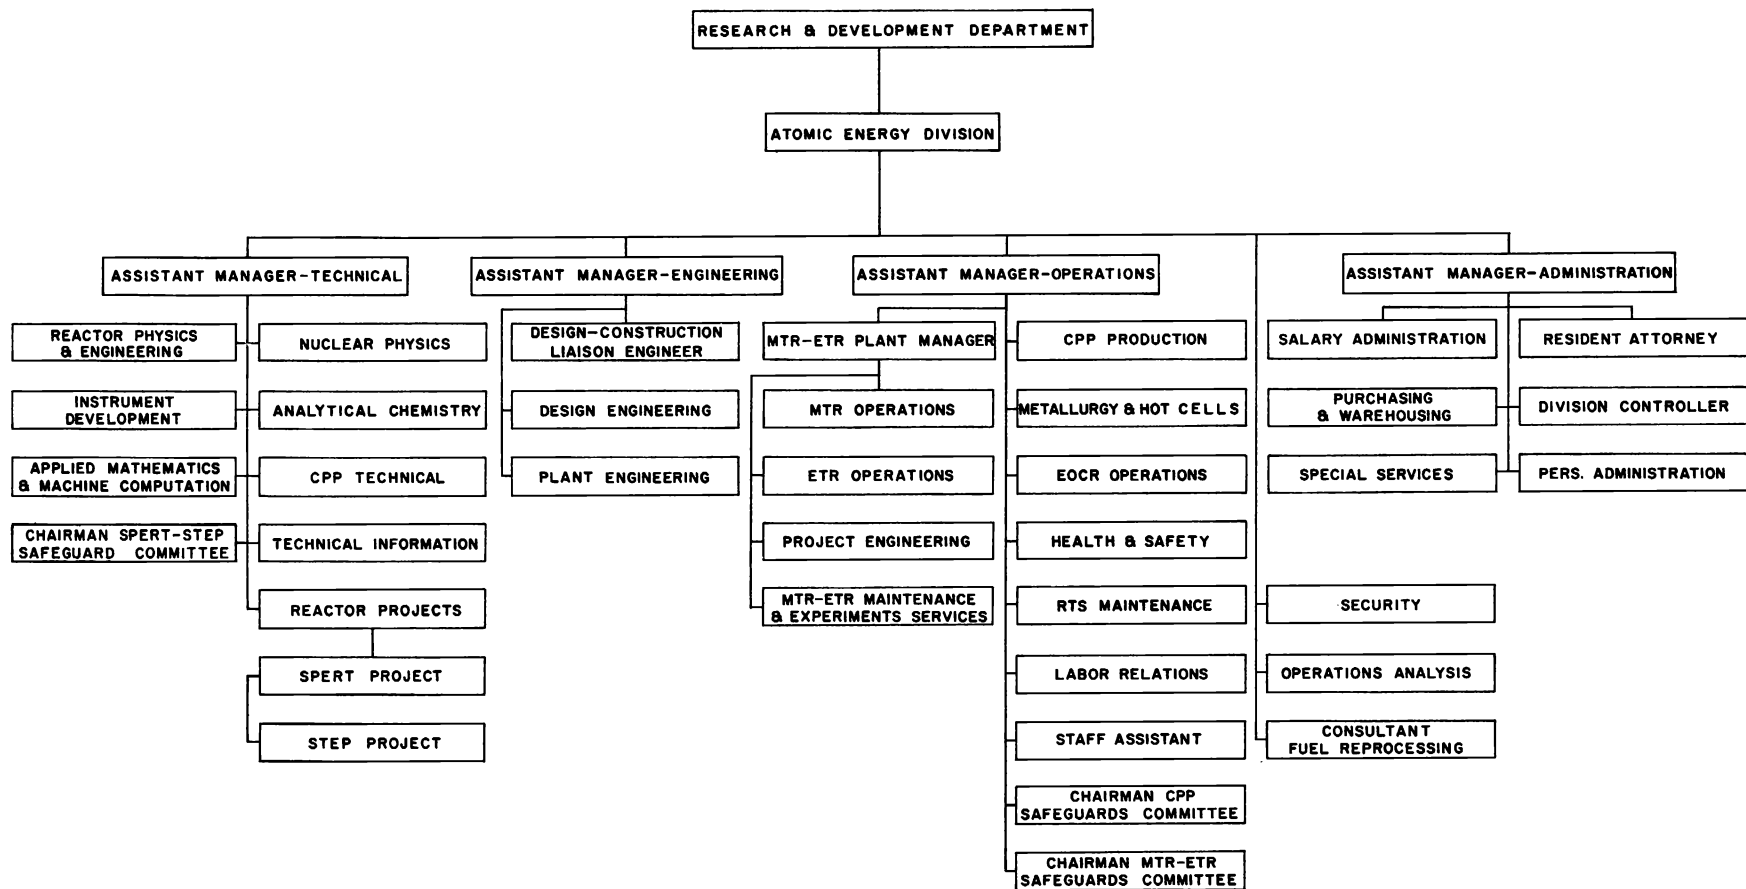 RESEARCH & DEVELOPMENT DEPARTMENT
ATOMIC ENERGY DIVISION
ASSISTANT MANAGER-TECHNICAL
REACTOR PHYSICS
& ENGINEERING
NUCLEAR PHYSICS
INSTRUMENT
DEVELOPMENT
ANALYTICAL CHEMISTRY
APPLIED MATHEMATICS
& MACHINE COMPUTATION
CPP TECHNICAL
CHAIRMAN SPERT-STEP
SAFEGUARD COMMITTEE
TECHNICAL INFORMATION
REACTOR PROJECTS
SPERT PROJECT
STEP PROJECT
ASSISTANT MANAGER-ENGINEERING
DESIGN-CONSTRUCTION
LIAISON ENGINEER
DESIGN ENGINEERING
PLANT ENGINEERING
ASSISTANT MANAGER-OPERATIONS
MTR-ETR PLANT MANAGER
MTR OPERATIONS
ETR OPERATIONS
PROJECT ENGINEERING
MTR-ETR MAINTENANCE
& EXPERIMENTS SERVICES
CPP PRODUCTION
METALLURGY & HOT CELLS
EOCR OPERATIONS
HEALTH & SAFETY
RTS MAINTENANCE
LABOR RELATIONS
STAFF ASSISTANT
CHAIRMAN CPP
SAFEGUARDS COMMITTEE
CHAIRMAN MTR-ETR
SAFEGUARDS COMMITTEE
ASSISTANT MANAGER-ADMINISTRATION
SALARY ADMINISTRATION
RESIDENT ATTORNEY
PURCHASING
& WAREHOUSING
DIVISION CONTROLLER
SPECIAL SERVICES
PERS. ADMINISTRATION
SECURITY
OPERATIONS ANALYSIS
CONSULTANT
FUEL REPROCESSING